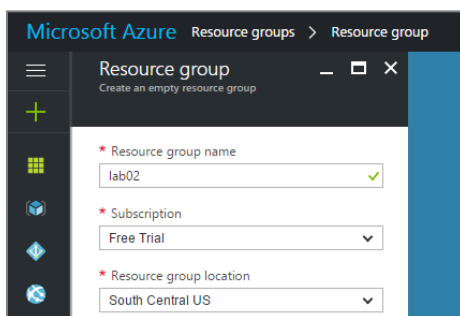 Microsoft Azure Resource groups > Resource group
Resource group
Create an empty resource group
* Resource group name
lab02
* Subscription
Free Trial
* Resource group location
South Central US